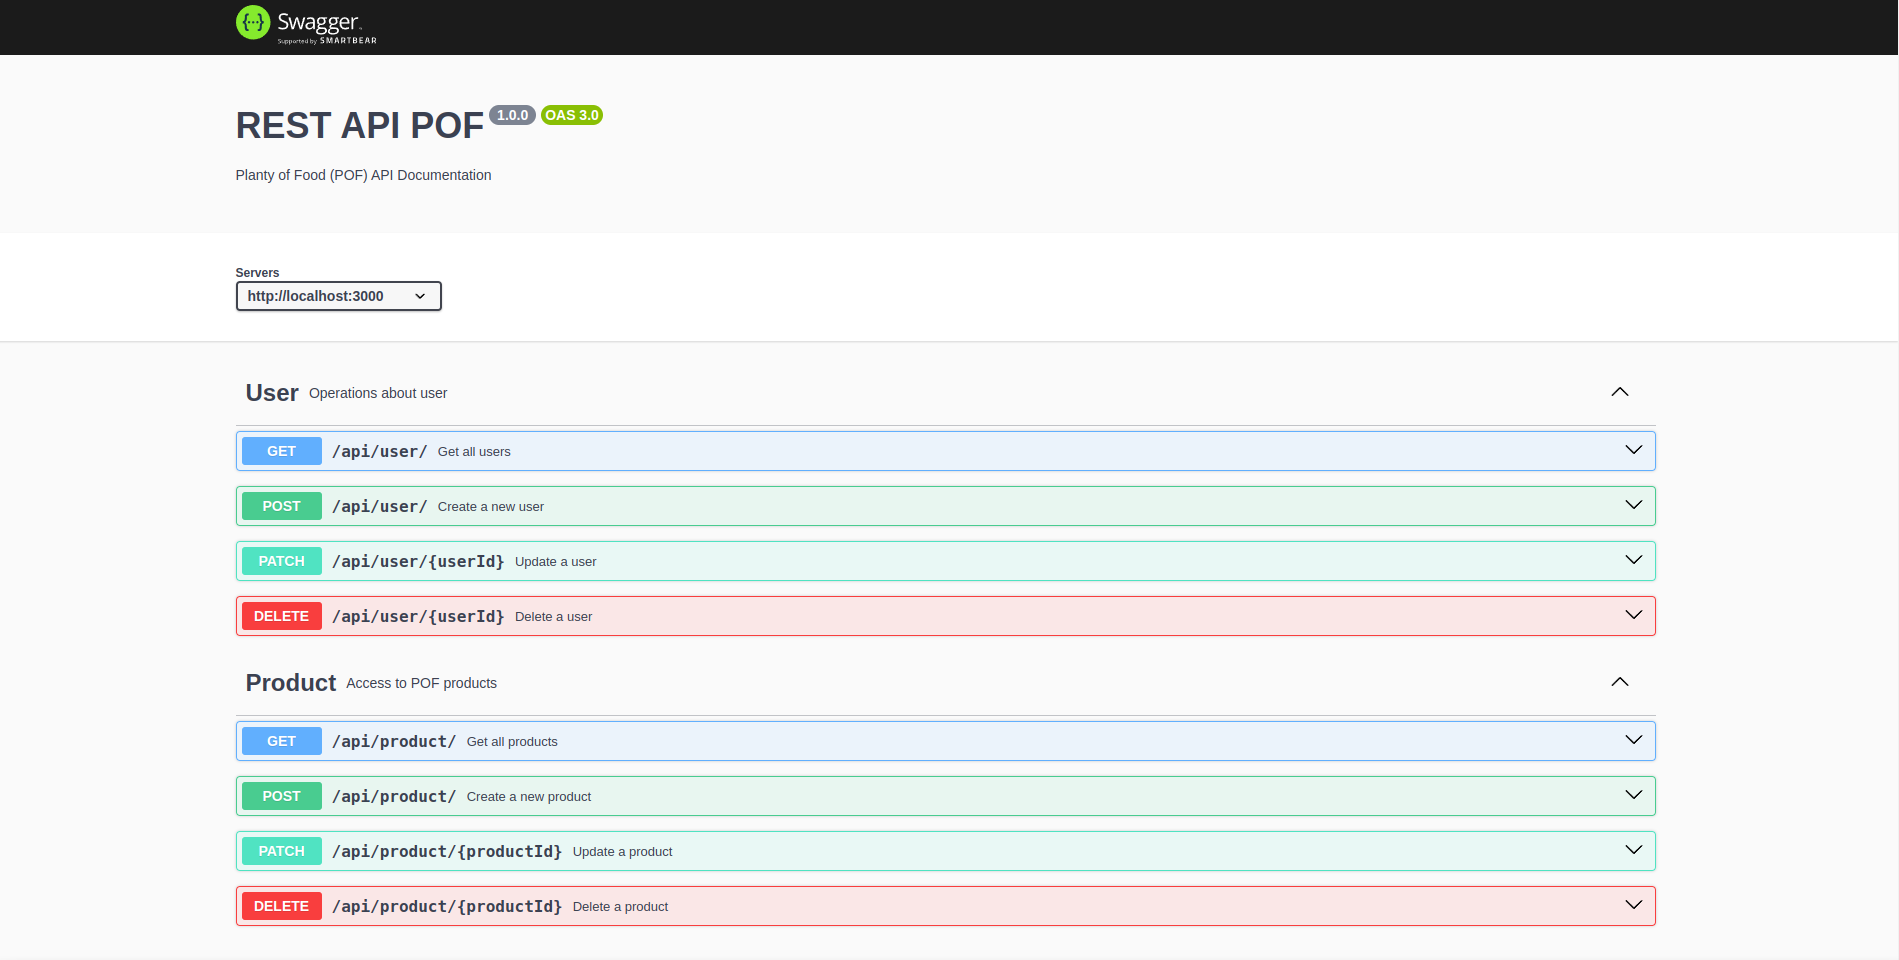 Swagger
Supported by SMARTBEAR
REST API POF 1.0.0 OAS 3.0
Planty of Food (POF) API Documentation
Servers
http://localhost:3000
User Operations about user
GET /api/user/ Get all users
POST /api/user/ Create a new user
PATCH /api/user/{userId} Update a user
DELETE /api/user/{userId} Delete a user
Product Access to POF products
GET /api/product/ Get all products
POST /api/product/ Create a new product
PATCH /api/product/{productId} Update a product
DELETE /api/product/{productId} Delete a product